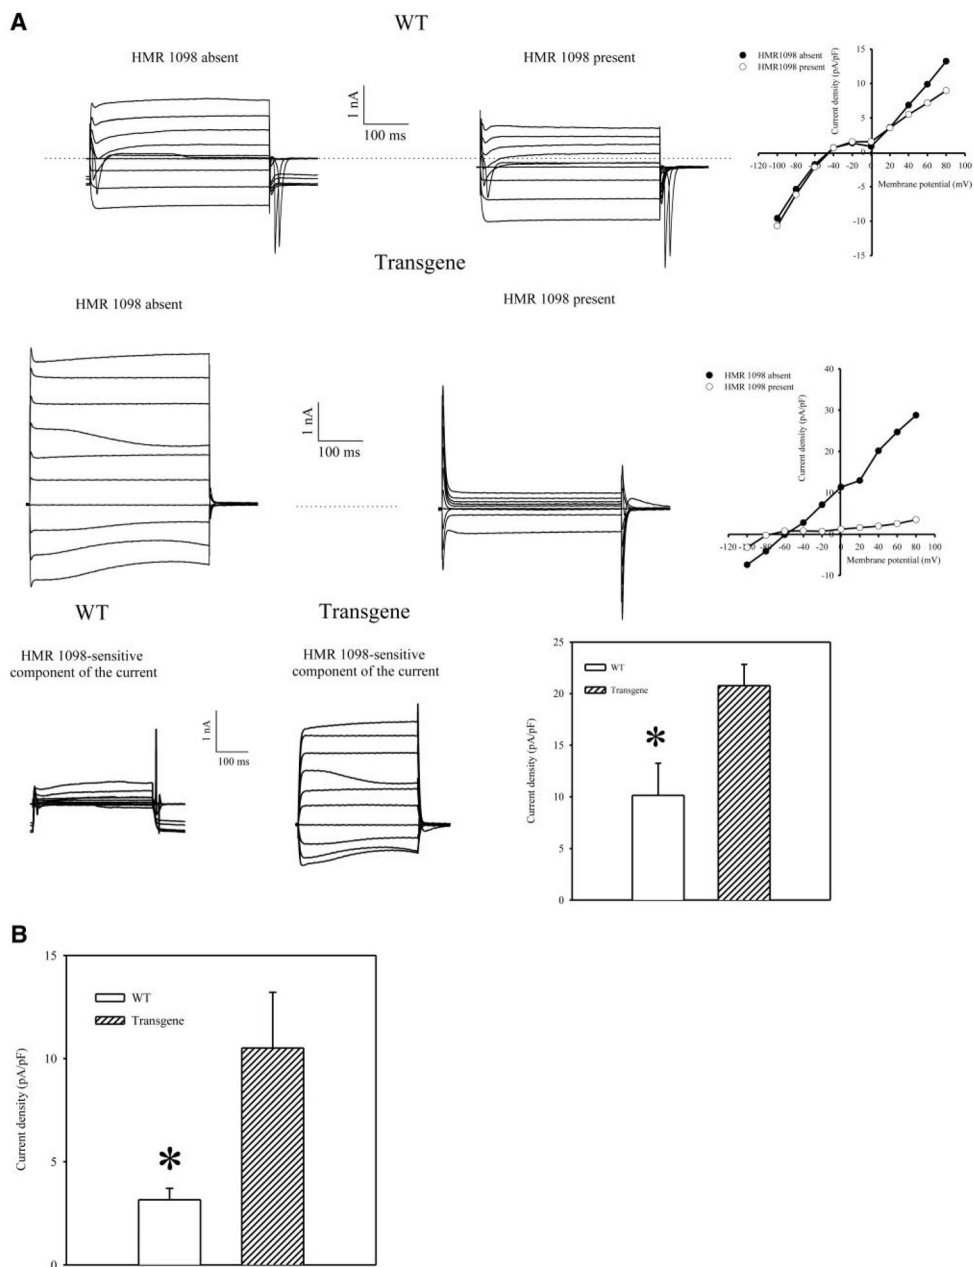 A
WT
HMR 1098 absent
HMR 1098 present
1 nA
100 ms
HMR1098 absent
HMR1098 present
Current density (pA/pF)
15
10
5
0
-5
-10
-15
-120 -100 -80 -60 -40 -20 0 20 40 60 80 100
Membrane potential (mV)
Transgene
HMR 1098 absent
HMR 1098 present
1 nA
100 ms
HMR 1098 absent
HMR 1098 present
Current density (pA/pF)
40
30
20
10
0
-10
-120 -100 -80 -60 -40 -20 0 20 40 60 80 100
Membrane potential (mV)
WT
HMR 1098-sensitive
component of the current
1 nA
100 ms
Transgene
HMR 1098-sensitive
component of the current
Current density (pA/pF)
25
20
15
10
5
0
WT
Transgene
*
B
Current density (pA/pF)
15
10
5
0
WT
Transgene
*